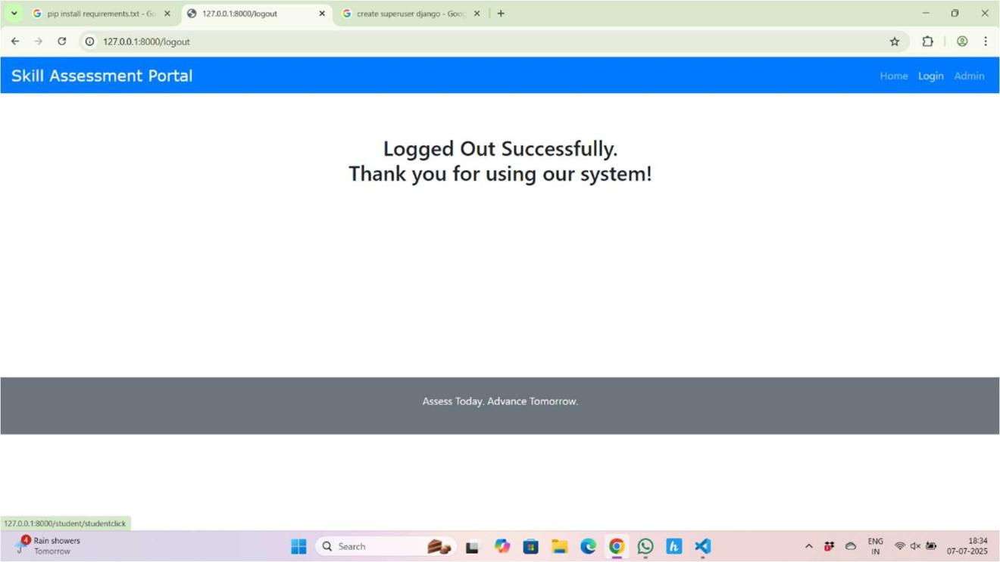 pip install requirements.txt - Go
127.0.0.1:8000/logout
create superuser django - Goo
127.0.0.1:8000/logout
Skill Assessment Portal
Home Login Admin
Logged Out Successfully.
Thank you for using our system!
Assess Today. Advance Tomorrow.
127.0.0.1:8000/student/studentclick
4
Rain showers
Tomorrow
Search
h
ENG
IN
18:34
07-07-2025